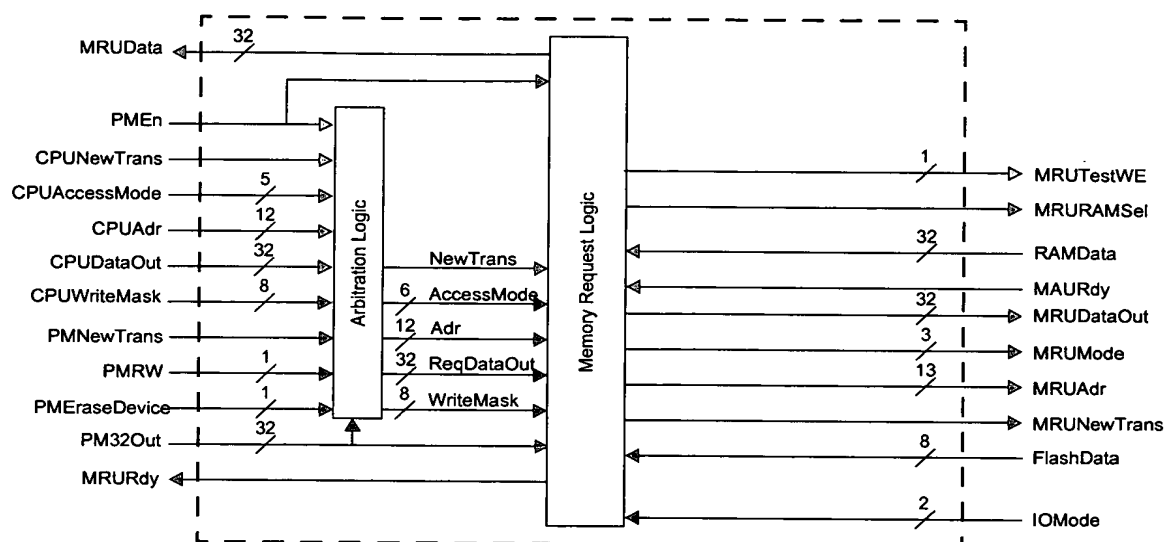 MRUData
32
PMEn
CPUNewTrans
CPUAccessMode
5
CPUAdr
12
CPUDataOut
32
CPUWriteMask
8
PMNewTrans
PMRW
1
PMEraseDevice
1
PM32Out
32
MRURdy
Arbitration Logic
NewTrans
6
AccessMode
12
Adr
32
ReqDataOut
8
WriteMask
Memory Request Logic
1
MRUTestWE
MRURAMSel
32
RAMData
MAURdy
32
MRUDataOut
3
MRUMode
13
MRUAdr
MRUNewTrans
8
FlashData
2
IOMode